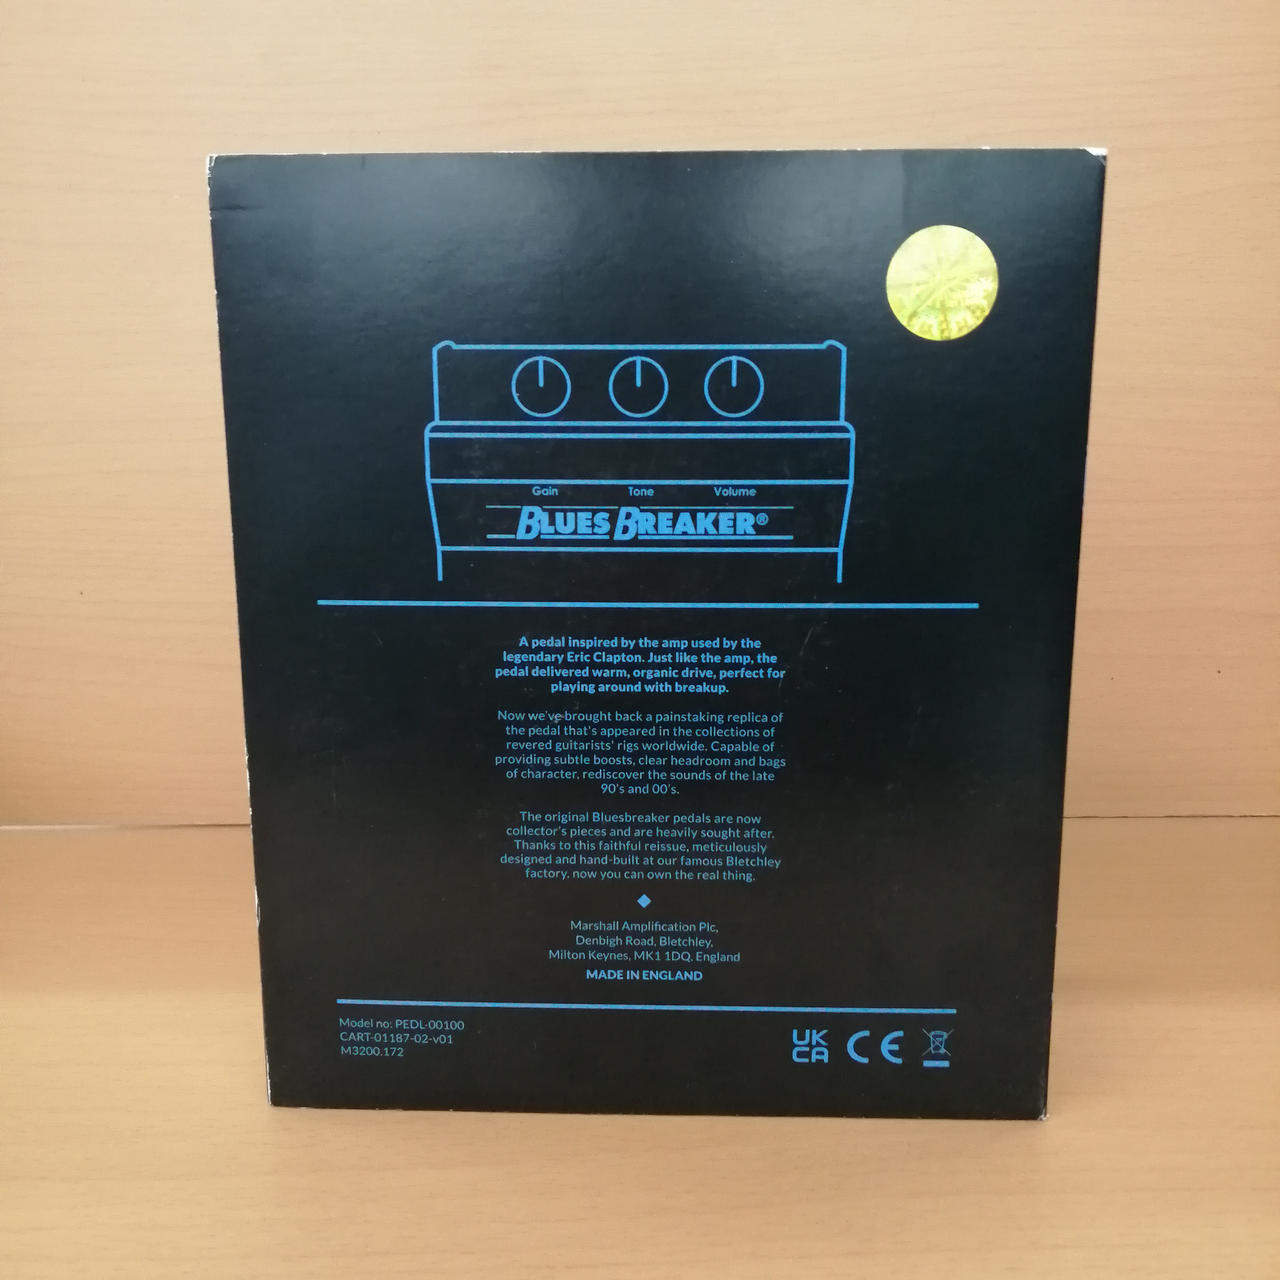 Gain Tone Volume
BLUES BREAKER®
A pedal inspired by the amp used by the
legendary Eric Clapton. Just like the amp, the
pedal delivered warm, organic drive, perfect for
playing around with breakup.
Now we've brought back a painstaking replica of
the pedal that's appeared in the collections of
revered guitarists' rigs worldwide. Capable of
providing subtle boosts, clear headroom and bags
of character, rediscover the sounds of the late
90's and 00's.
The original Bluesbreaker pedals are now
collector's pieces and are heavily sought after.
Thanks to this faithful reissue, meticulously
designed and hand-built at our famous Bletchley
factory, now you can own the real thing.
Marshall Amplification Plc,
Denbigh Road, Bletchley,
Milton Keynes, MK1 1DQ. England
MADE IN ENGLAND
Model no: PEDL-00100
CART-01187-02-v01
M3200.172
UK
CA CE